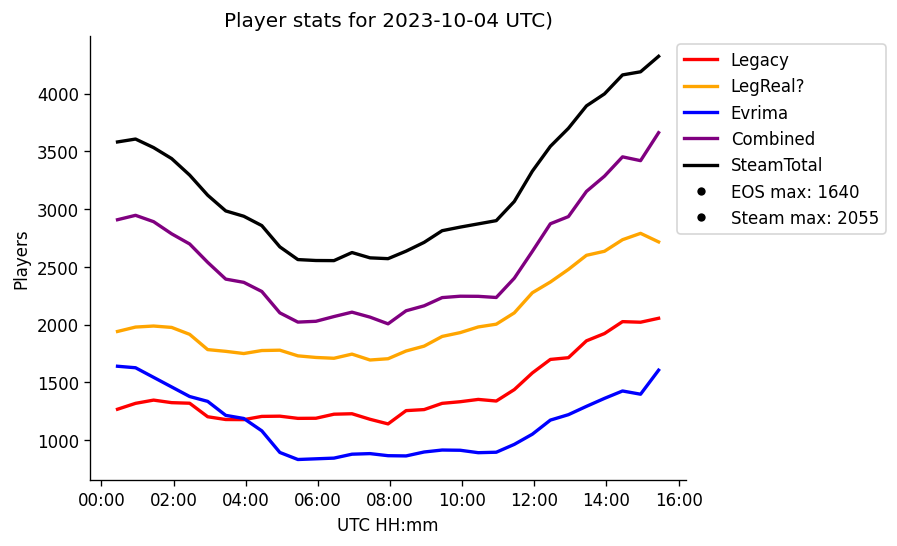 Player stats for 2023-10-04 UTC)
Players
4000
3500
3000
2500
2000
1500
1000
00:00 02:00 04:00 06:00 08:00 10:00 12:00 14:00 16:00
UTC HH:mm
Legacy
LegReal?
Evrima
Combined
SteamTotal
EOS max: 1640
Steam max: 2055